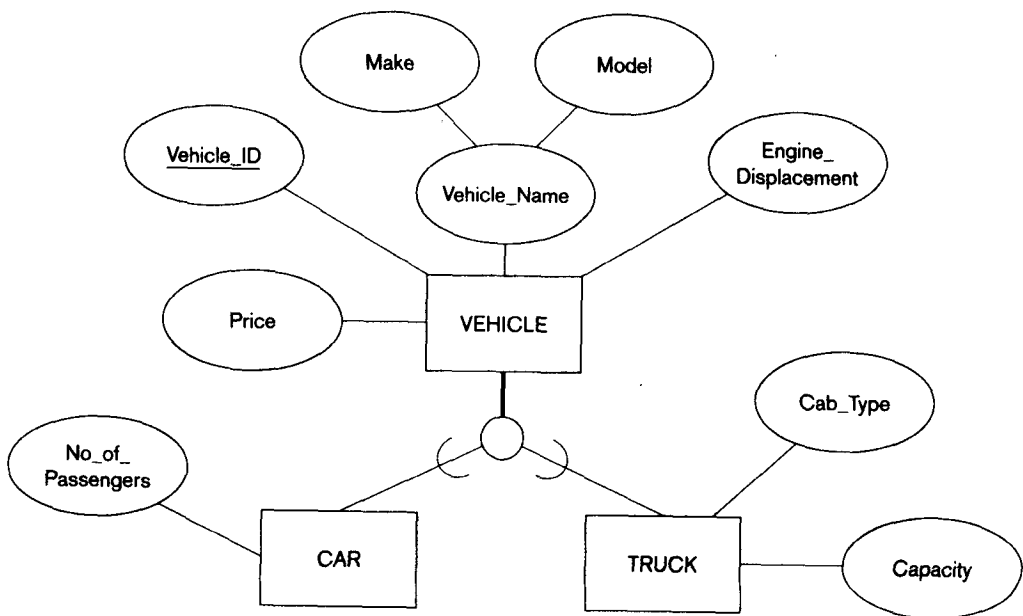 Make
Model
Vehicle_ID
Vehicle_Name
Engine_
Displacement
Price
VEHICLE
Cab_Type
No_of_
Passengers
CAR
TRUCK
Capacity